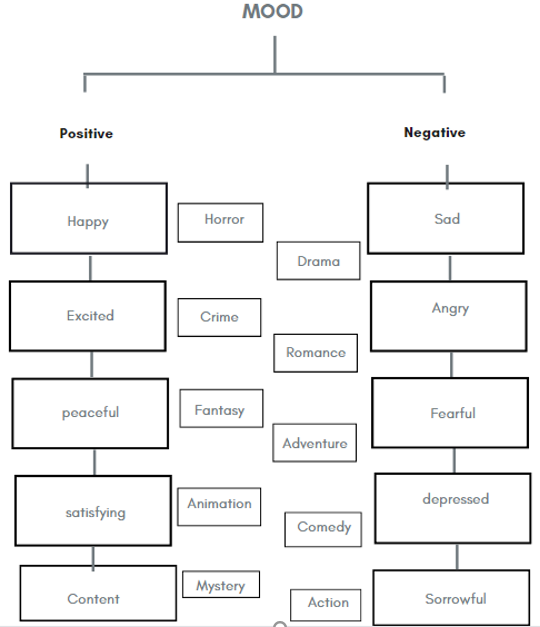 MOOD
Positive
Negative
Happy
Horror
Sad
Drama
Excited
Crime
Angry
Romance
peaceful
Fantasy
Fearful
Adventure
satisfying
Animation
depressed
Comedy
Content
Mystery
Action
Sorrowful